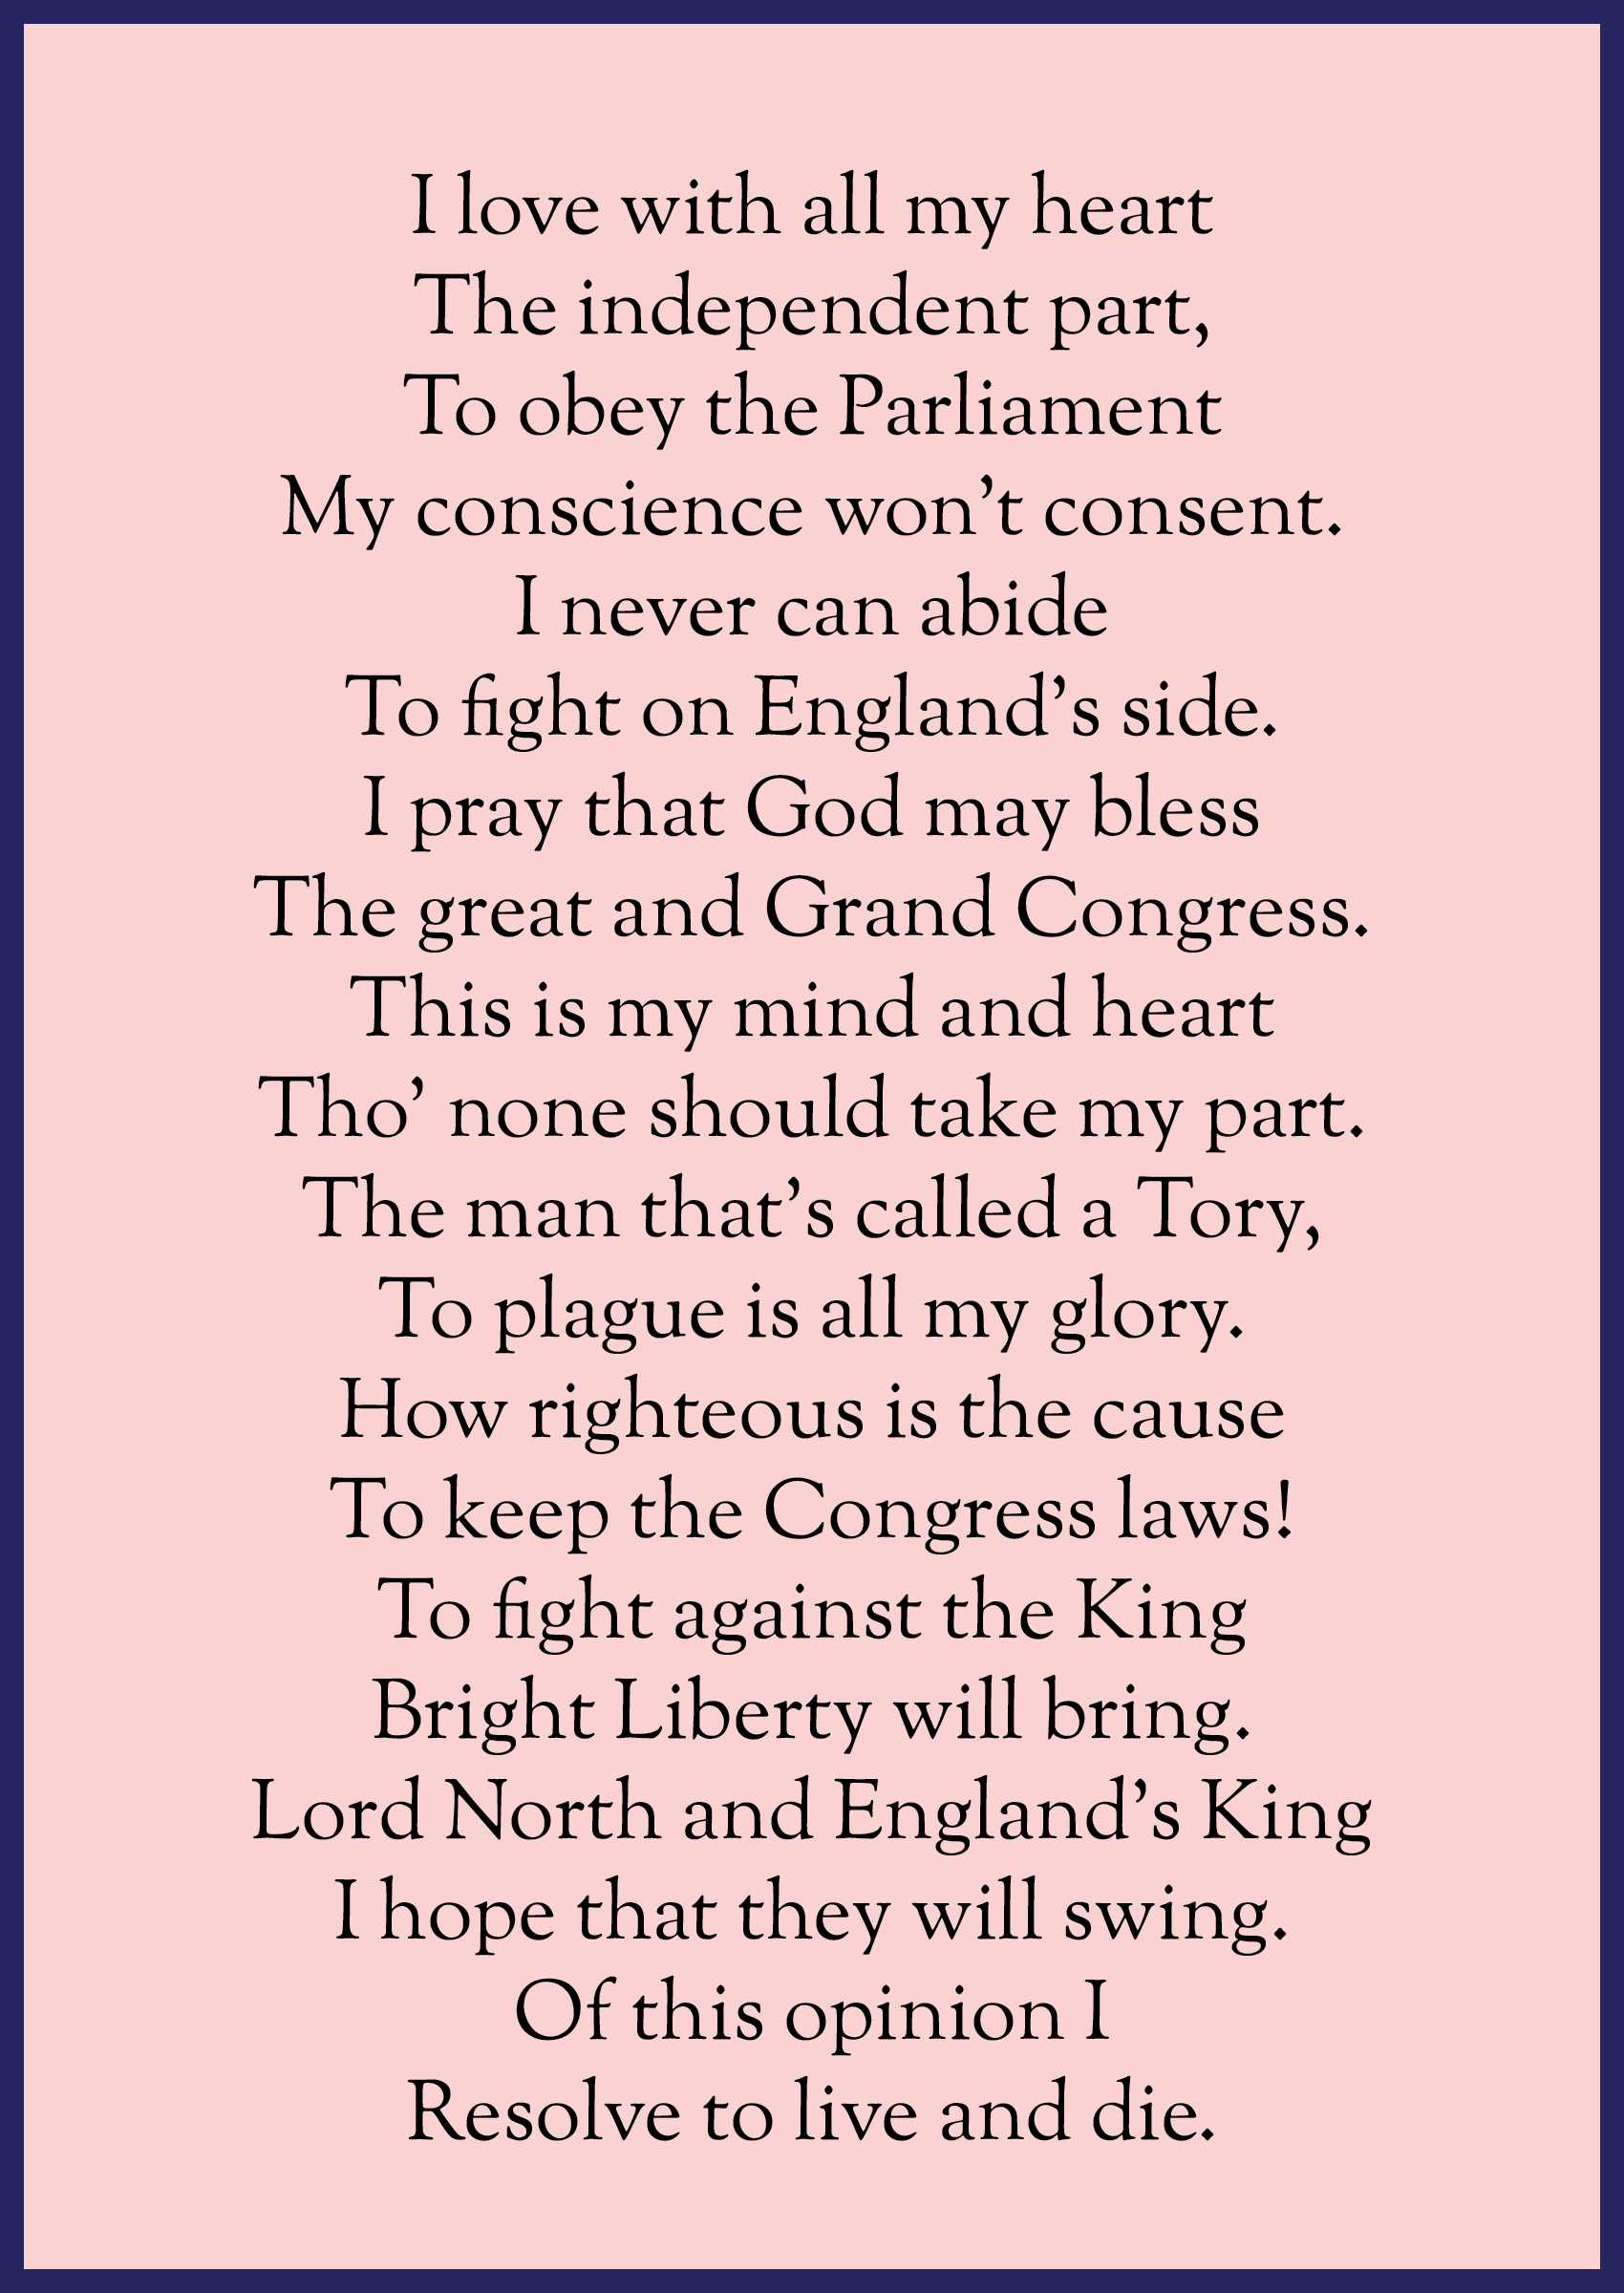 I love with all my heart
The independent part,
To obey the Parliament
My conscience won’t consent.
I never can abide
To fight on England’s side.
I pray that God may bless
The great and Grand Congress.
This is my mind and heart
Tho’ none should take my part.
The man that’s called a Tory,
To plague is all my glory.
How righteous is the cause
To keep the Congress laws!
To fight against the King
Bright Liberty will bring.
Lord North and England’s King
I hope that they will swing.
Of this opinion I
Resolve to live and die.